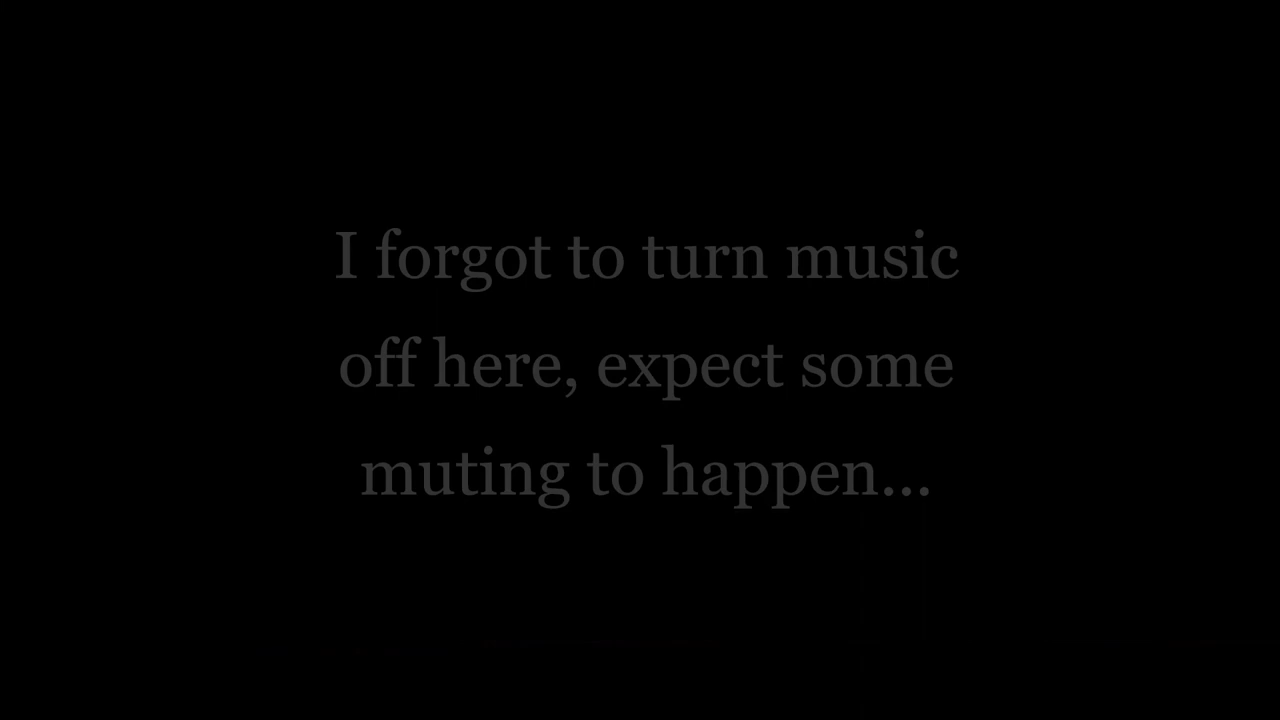 I forgot to turn music
off here, expect some
muting to happen...